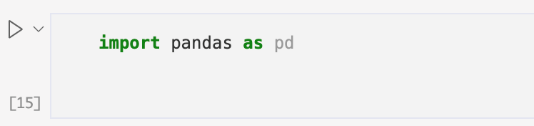 import pandas as pd
[15]